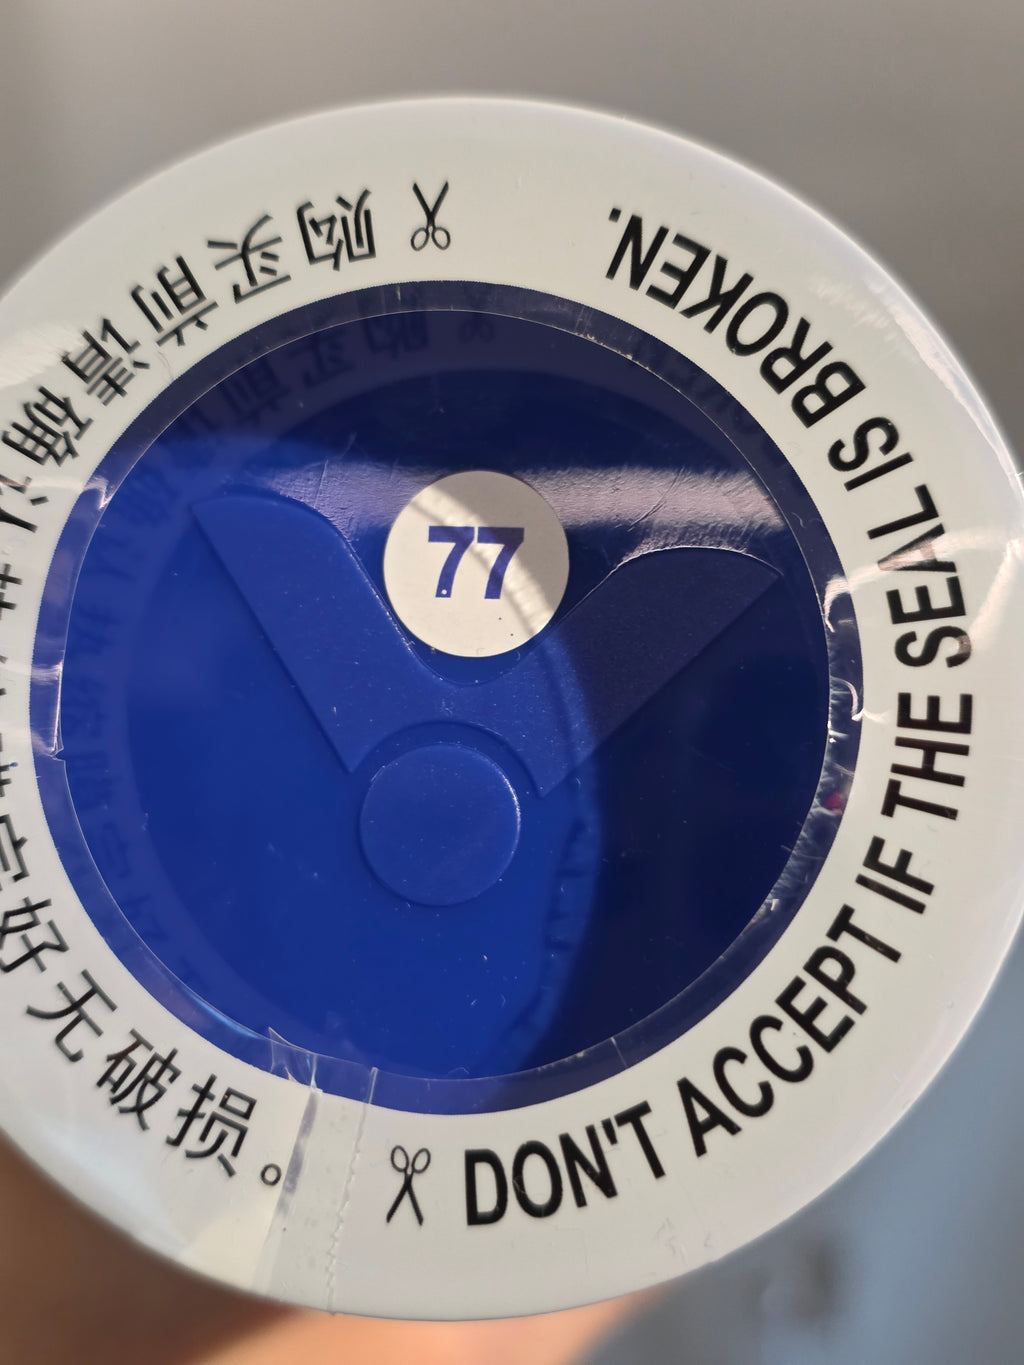 77
DON'T ACCEPT IF THE SEAL IS BROKEN.
购买前请确认
好无破损。